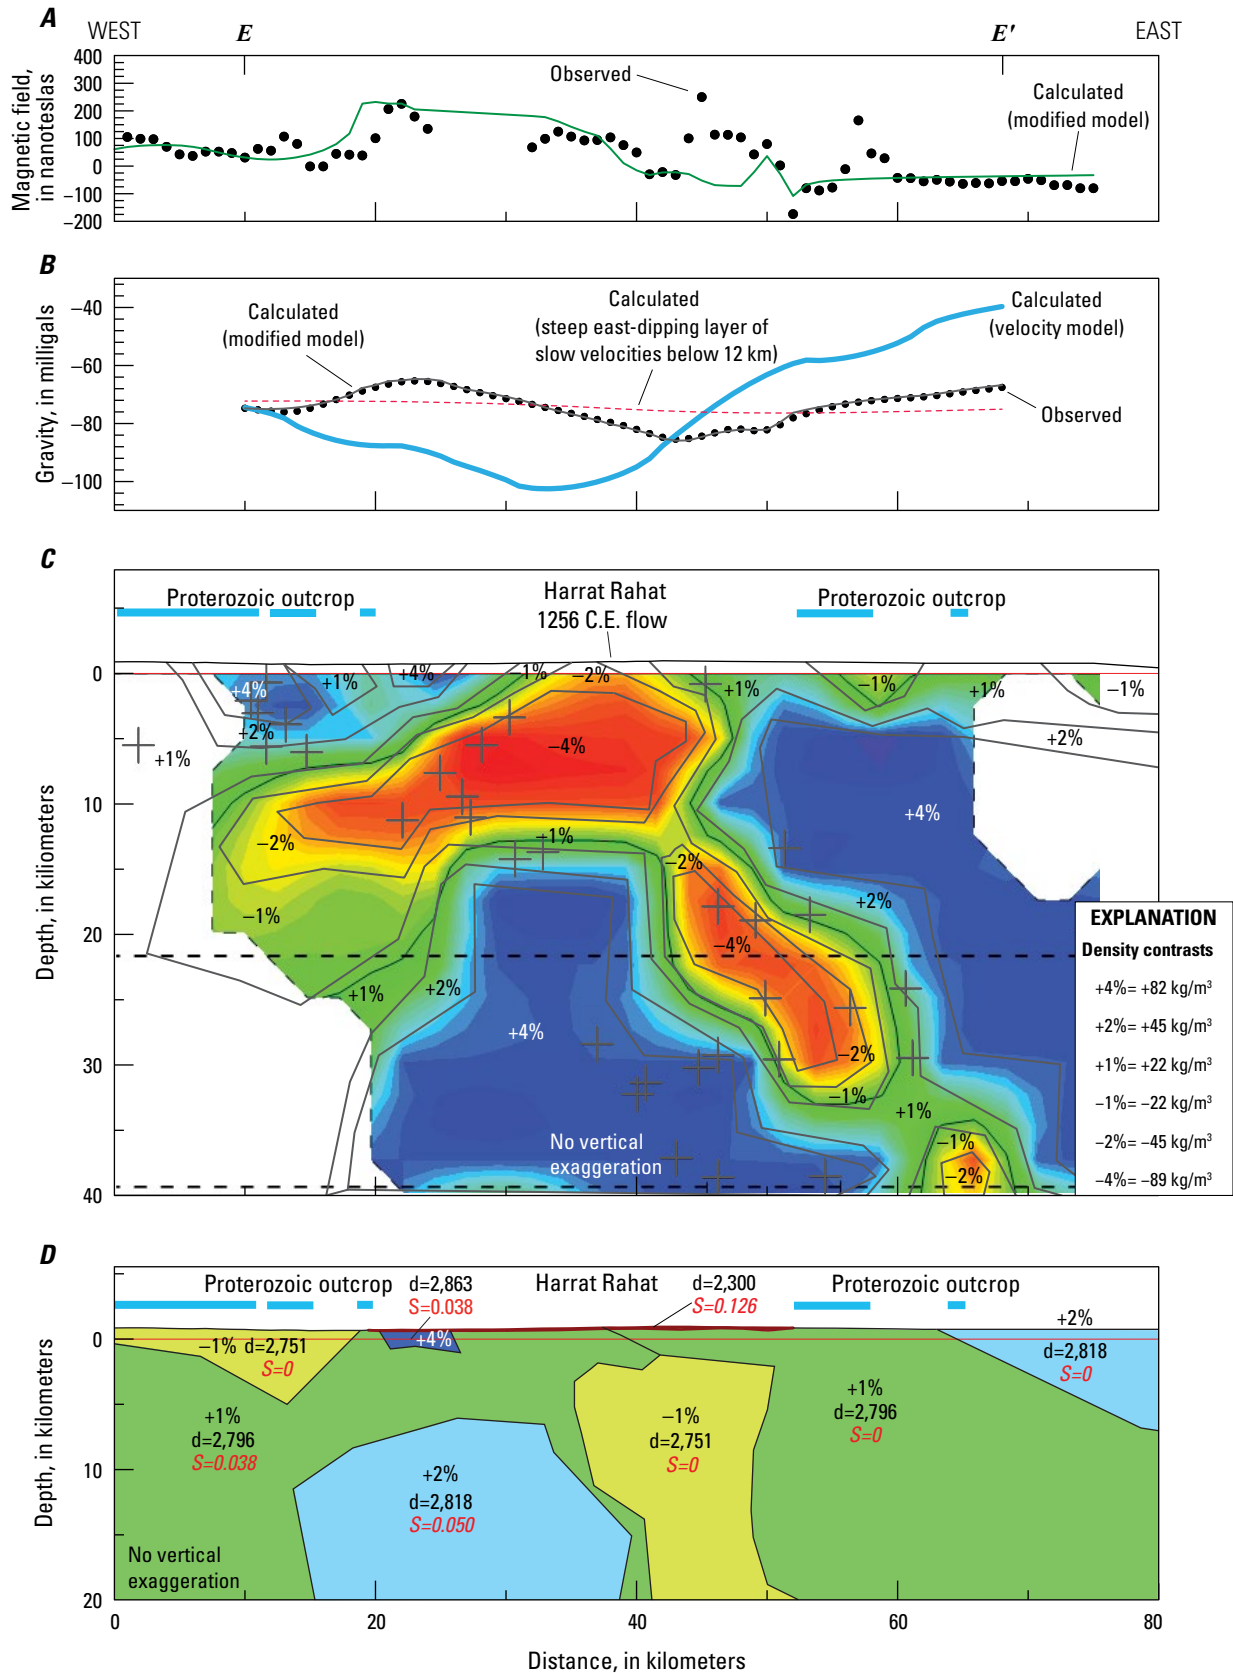 A
WEST
E
E′
EAST
Magnetic field,
in nanoteslas
400
300
200
100
0
−100
−200
Observed
Calculated
(modified model)
B
Gravity, in milligals
−40
−60
−80
−100
Calculated
(modified model)
Calculated
(steep east-dipping layer of
slow velocities below 12 km)
Calculated
(velocity model)
Observed
C
Proterozoic outcrop
Harrat Rahat
1256 C.E. flow
Proterozoic outcrop
Depth, in kilometers
0
10
20
30
40
+4%
+1%
+4%
−1%
−2%
+1%
−1%
+1%
−1%
+2%
+1%
+2%
−4%
+4%
−2%
−1%
−2%
−1%
+2%
−4%
+1%
+2%
+4%
−2%
−1%
+1%
−1%
−2%
No vertical
exaggeration
EXPLANATION
Density contrasts
+4%= +82 kg/m³
+2%= +45 kg/m³
+1%= +22 kg/m³
−1%= −22 kg/m³
−2%= −45 kg/m³
−4%= −89 kg/m³
D
Proterozoic outcrop
d=2,863
S=0.038
Harrat Rahat
d=2,300
S=0.126
Proterozoic outcrop
+2%
d=2,818
S=0
−1% d=2,751
S=0
+4%
+1%
d=2,796
S=0.038
+2%
d=2,818
S=0.050
−1%
d=2,751
S=0
+1%
d=2,796
S=0
No vertical
exaggeration
Depth, in kilometers
0
10
20
0
20
40
60
80
Distance, in kilometers